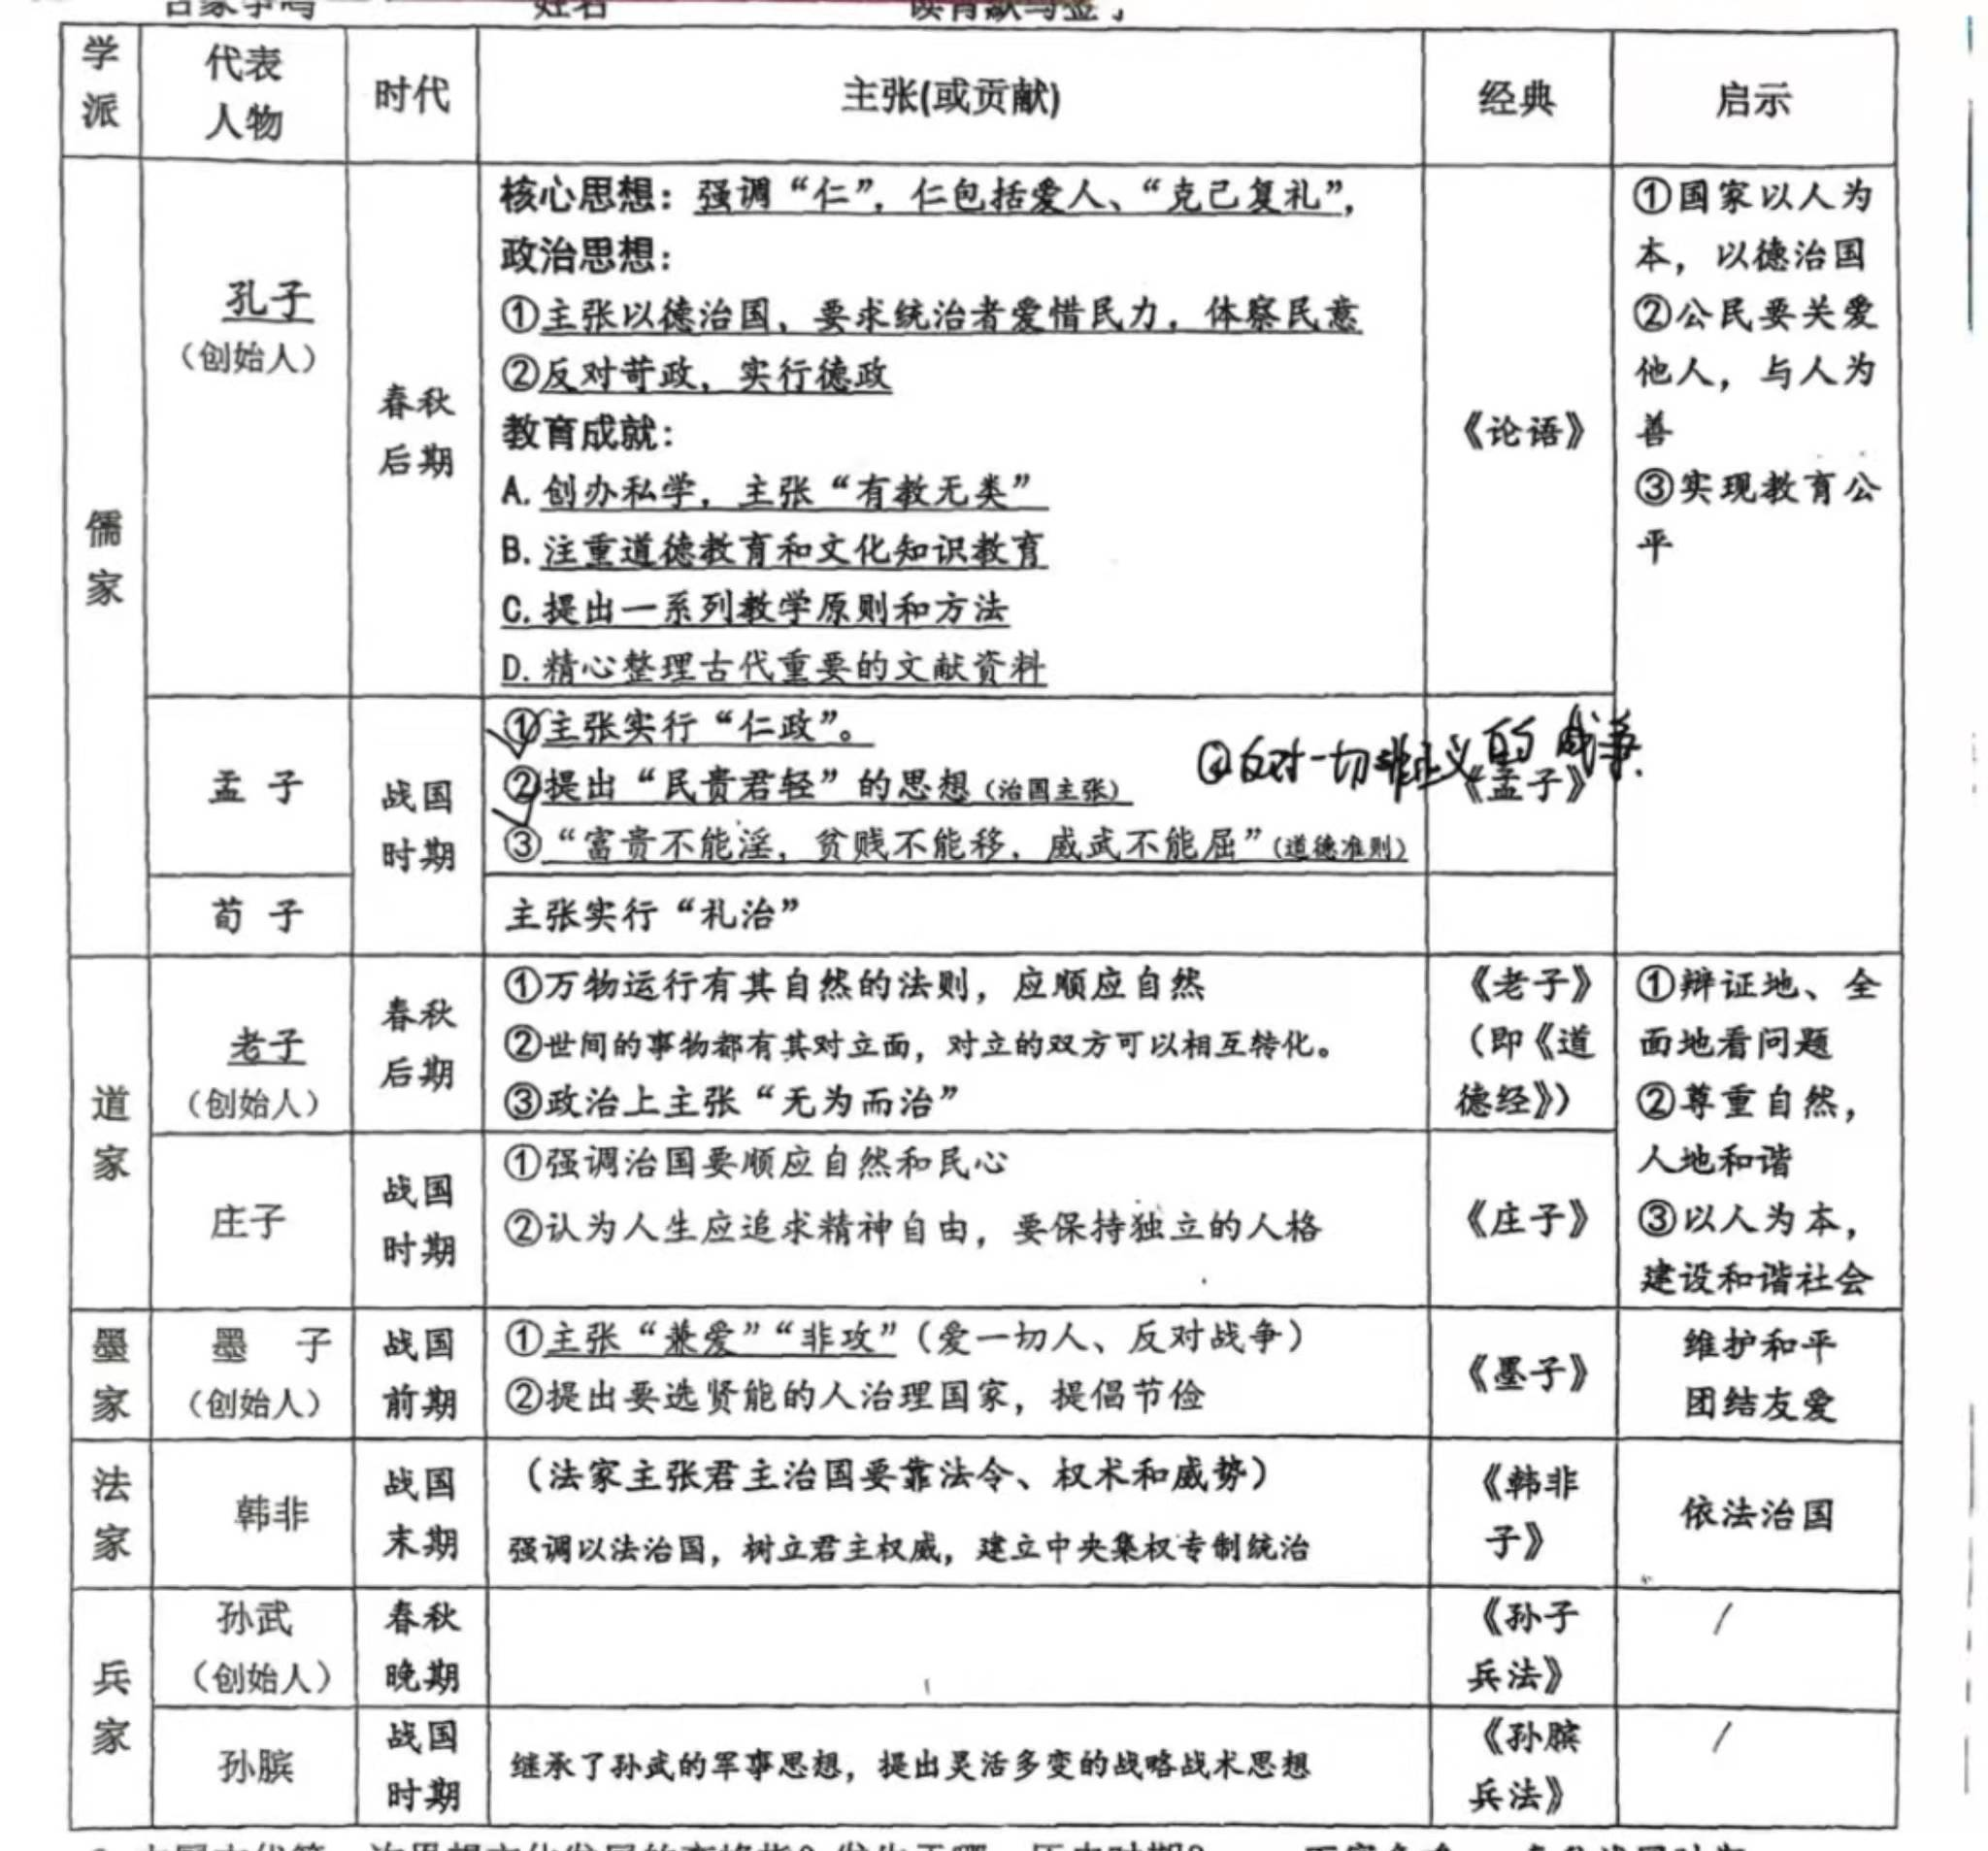 百家争鸣 姓名
学派 代表人物 时代 主张(或贡献) 经典 启示
儒家
孔子
（创始人）
春秋
后期
核心思想：强调“仁”，仁包括爱人、“克己复礼”，
政治思想：
①主张以德治国，要求统治者爱惜民力，体察民意
②反对苛政，实行德政
教育成就：
A.创办私学，主张“有教无类”
B.注重道德教育和文化知识教育
C.提出一系列教学原则和方法
D.精心整理古代重要的文献资料
《论语》
①国家以人为
本，以德治国
②公民要关爱
他人，与人为
善
③实现教育公
平
孟 子
战国
时期
①主张实行“仁政”。
②提出“民贵君轻”的思想（治国主张）
③“富贵不能淫，贫贱不能移，威武不能屈”（道德准则）
④反对一切非正义的战争.
《孟子》
荀 子
主张实行“礼治”
道家
老子
（创始人）
春秋
后期
①万物运行有其自然的法则，应顺应自然
②世间的事物都有其对立面，对立的双方可以相互转化。
③政治上主张“无为而治”
《老子》
（即《道
德经》）
①辩证地、全
面地看问题
②尊重自然，
人地和谐
③以人为本，
建设和谐社会
庄子
战国
时期
①强调治国要顺应自然和民心
②认为人生应追求精神自由，要保持独立的人格
《庄子》
墨家
墨 子
（创始人）
战国
前期
①主张“兼爱”“非攻”（爱一切人、反对战争）
②提出要选贤能的人治理国家，提倡节俭
《墨子》
维护和平
团结友爱
法家
韩非
战国
末期
（法家主张君主治国要靠法令、权术和威势）
强调以法治国，树立君主权威，建立中央集权专制统治
《韩非
子》
依法治国
兵家
孙武
（创始人）
春秋
晚期
《孙子
兵法》
/
孙膑
战国
时期
继承了孙武的军事思想，提出灵活多变的战略战术思想
《孙膑
兵法》
/